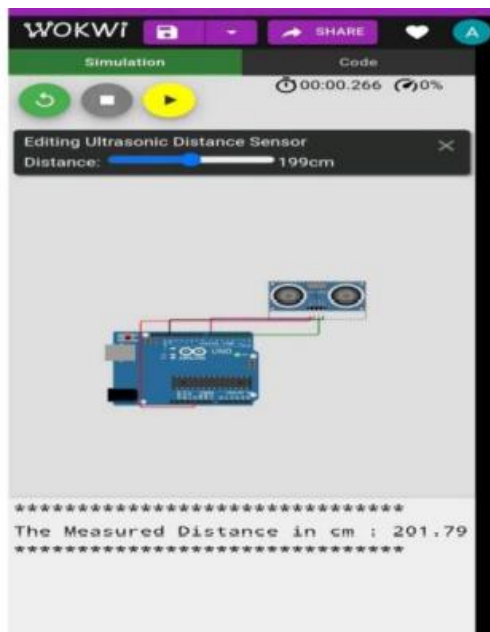 WOKWI
SHARE
A
Simulation
Code
00:00.266
0%
Editing Ultrasonic Distance Sensor
Distance:
199cm
UNO
*******************************
The Measured Distance in cm : 201.79
*******************************